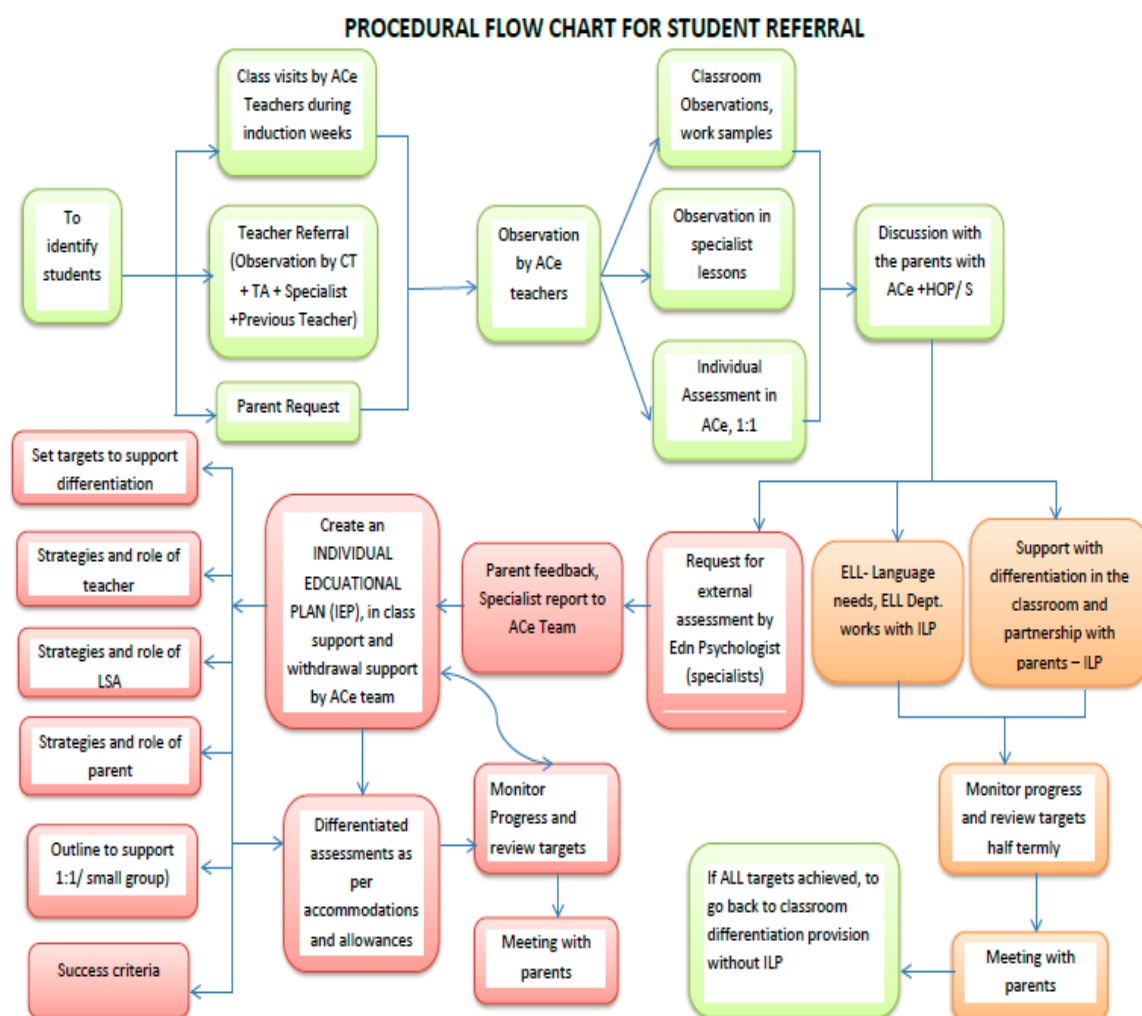 PROCEDURAL FLOW CHART FOR STUDENT REFERRAL
To
identify
students
Class visits by ACe
Teachers during
induction weeks
Teacher Referral
(Observation by CT
+ TA + Specialist
+Previous Teacher)
Parent Request
Observation
by ACe
teachers
Classroom
Observations,
work samples
Observation in
specialist
lessons
Individual
Assessment in
ACe, 1:1
Discussion with
the parents with
ACe +HOP/ S
Support with
differentiation in the
classroom and
partnership with
parents – ILP
ELL- Language
needs, ELL Dept.
works with ILP
Request for
external
assessment by
Edn Psychologist
(specialists)
Parent feedback,
Specialist report to
ACe Team
Create an
INDIVIDUAL
EDCUATIONAL
PLAN (IEP), in class
support and
withdrawal support
by ACe team
Set targets to support
differentiation
Strategies and role of
teacher
Strategies and role of
LSA
Strategies and role of
parent
Outline to support
1:1/ small group)
Success criteria
Differentiated
assessments as
per
accommodations
and allowances
Monitor
Progress and
review targets
Meeting with
parents
Monitor progress
and review targets
half termly
Meeting with
parents
If ALL targets achieved, to
go back to classroom
differentiation provision
without ILP